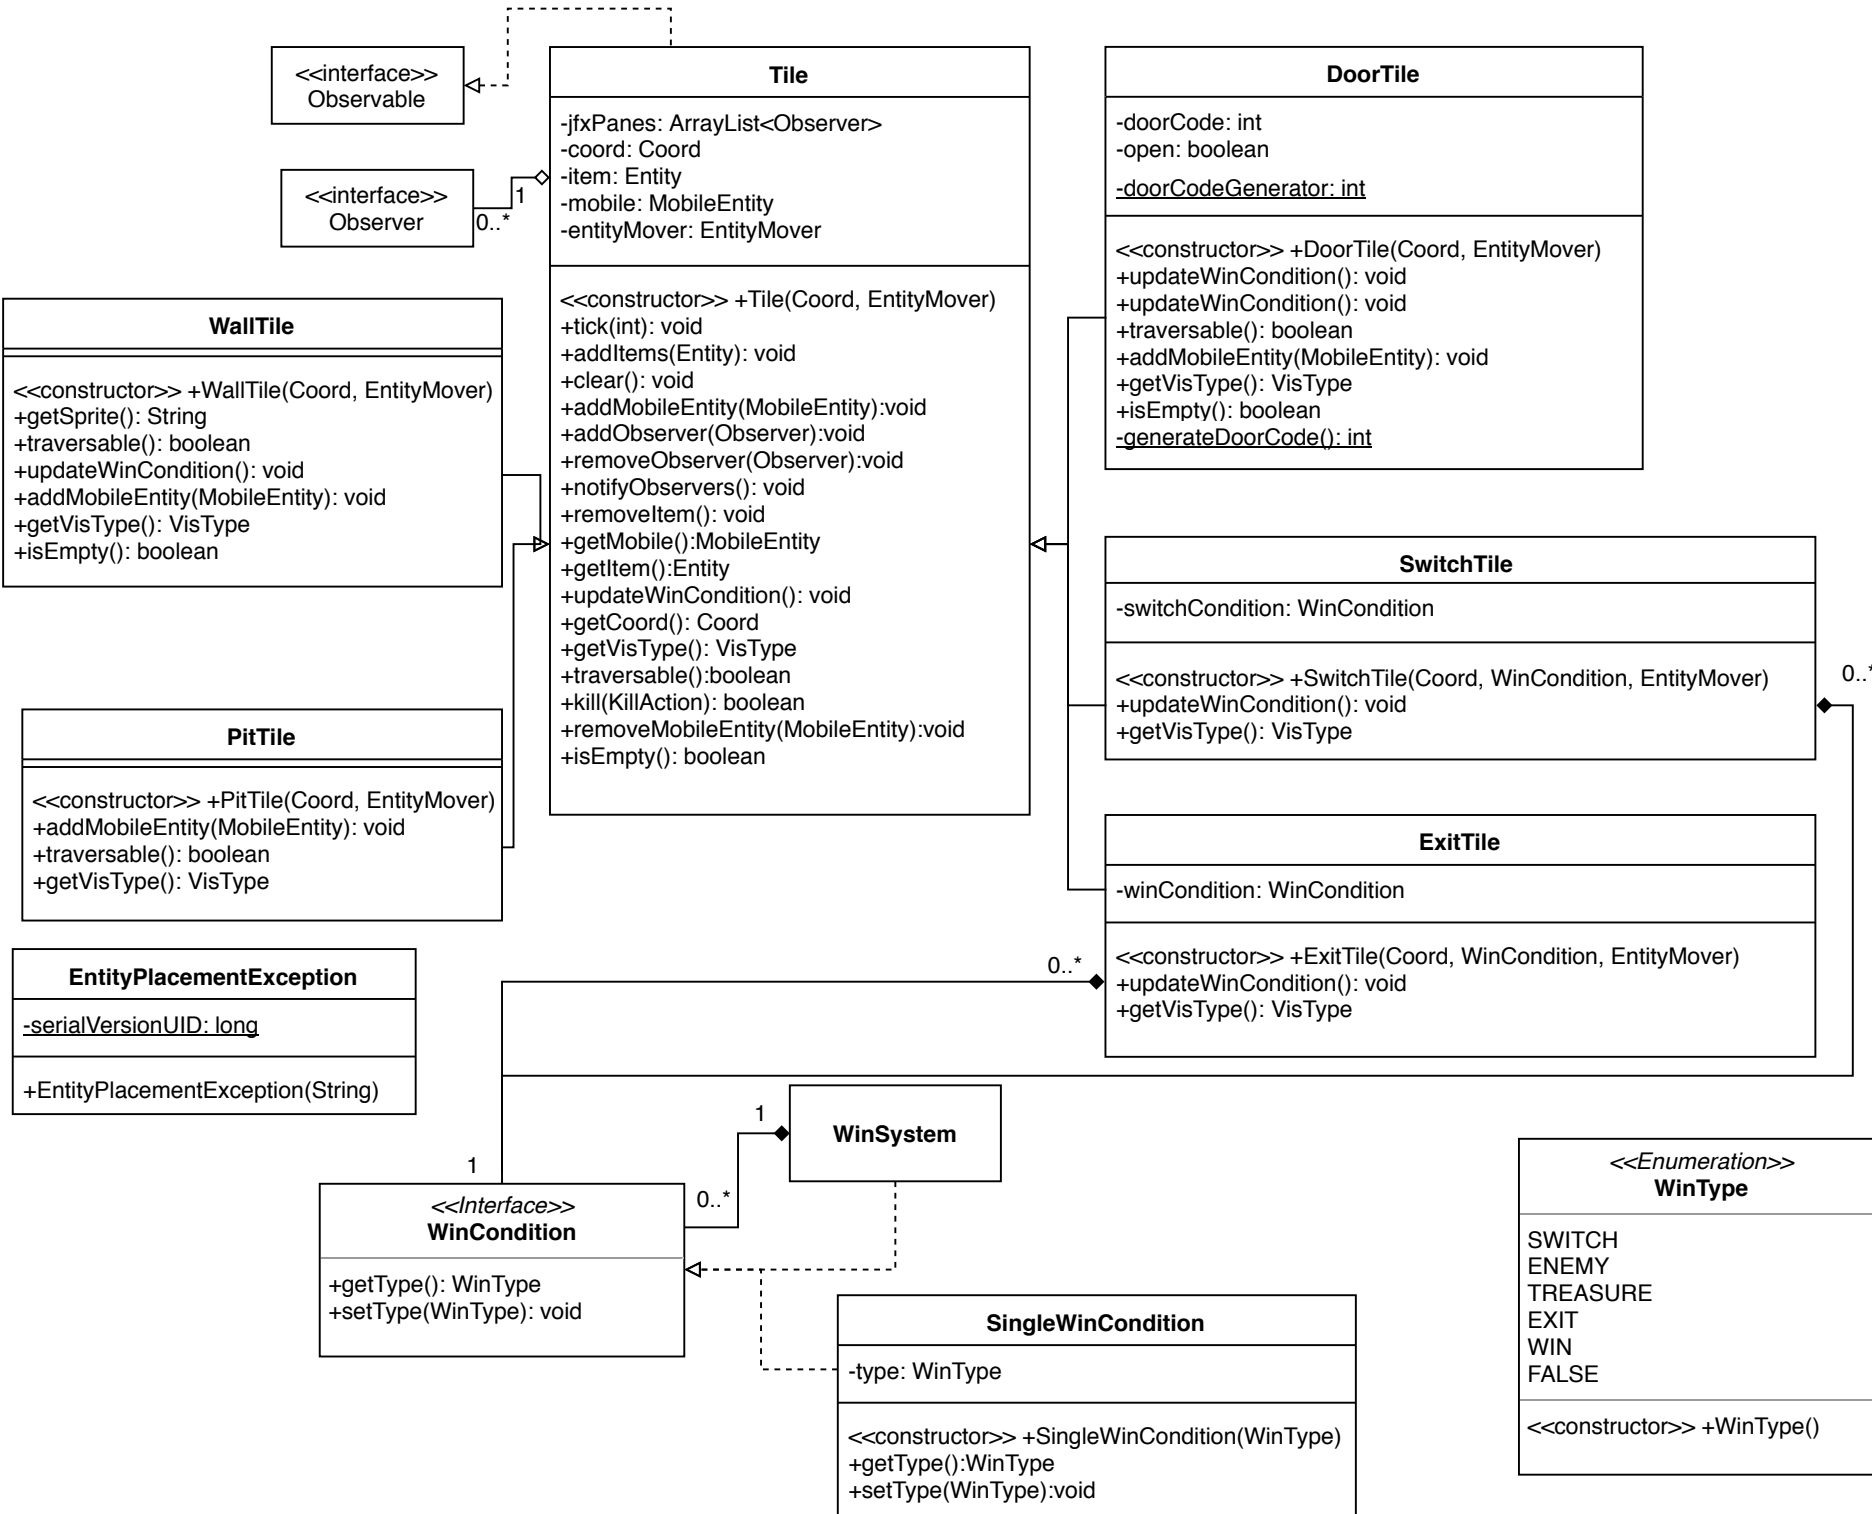 <<interface>>
Observable
<<interface>>
Observer
1
0..*
Tile
-jfxPanes: ArrayList<Observer>
-coord: Coord
-item: Entity
-mobile: MobileEntity
-entityMover: EntityMover
<<constructor>> +Tile(Coord, EntityMover)
+tick(int): void
+addItems(Entity): void
+clear(): void
+addMobileEntity(MobileEntity):void
+addObserver(Observer):void
+removeObserver(Observer):void
+notifyObservers(): void
+removeItem(): void
+getMobile():MobileEntity
+getItem():Entity
+updateWinCondition(): void
+getCoord(): Coord
+getVisType(): VisType
+traversable():boolean
+kill(KillAction): boolean
+removeMobileEntity(MobileEntity):void
+isEmpty(): boolean
DoorTile
-doorCode: int
-open: boolean
-doorCodeGenerator: int
<<constructor>> +DoorTile(Coord, EntityMover)
+updateWinCondition(): void
+updateWinCondition(): void
+traversable(): boolean
+addMobileEntity(MobileEntity): void
+getVisType(): VisType
+isEmpty(): boolean
-generateDoorCode(): int
WallTile
<<constructor>> +WallTile(Coord, EntityMover)
+getSprite(): String
+traversable(): boolean
+updateWinCondition(): void
+addMobileEntity(MobileEntity): void
+getVisType(): VisType
+isEmpty(): boolean
SwitchTile
-switchCondition: WinCondition
<<constructor>> +SwitchTile(Coord, WinCondition, EntityMover)
+updateWinCondition(): void
+getVisType(): VisType
0..*
PitTile
<<constructor>> +PitTile(Coord, EntityMover)
+addMobileEntity(MobileEntity): void
+traversable(): boolean
+getVisType(): VisType
ExitTile
-winCondition: WinCondition
<<constructor>> +ExitTile(Coord, WinCondition, EntityMover)
+updateWinCondition(): void
+getVisType(): VisType
0..*
EntityPlacementException
-serialVersionUID: long
+EntityPlacementException(String)
WinSystem
1
0..*
1
<<Interface>>
WinCondition
+getType(): WinType
+setType(WinType): void
SingleWinCondition
-type: WinType
<<constructor>> +SingleWinCondition(WinType)
+getType():WinType
+setType(WinType):void
<<Enumeration>>
WinType
SWITCH
ENEMY
TREASURE
EXIT
WIN
FALSE
<<constructor>> +WinType()